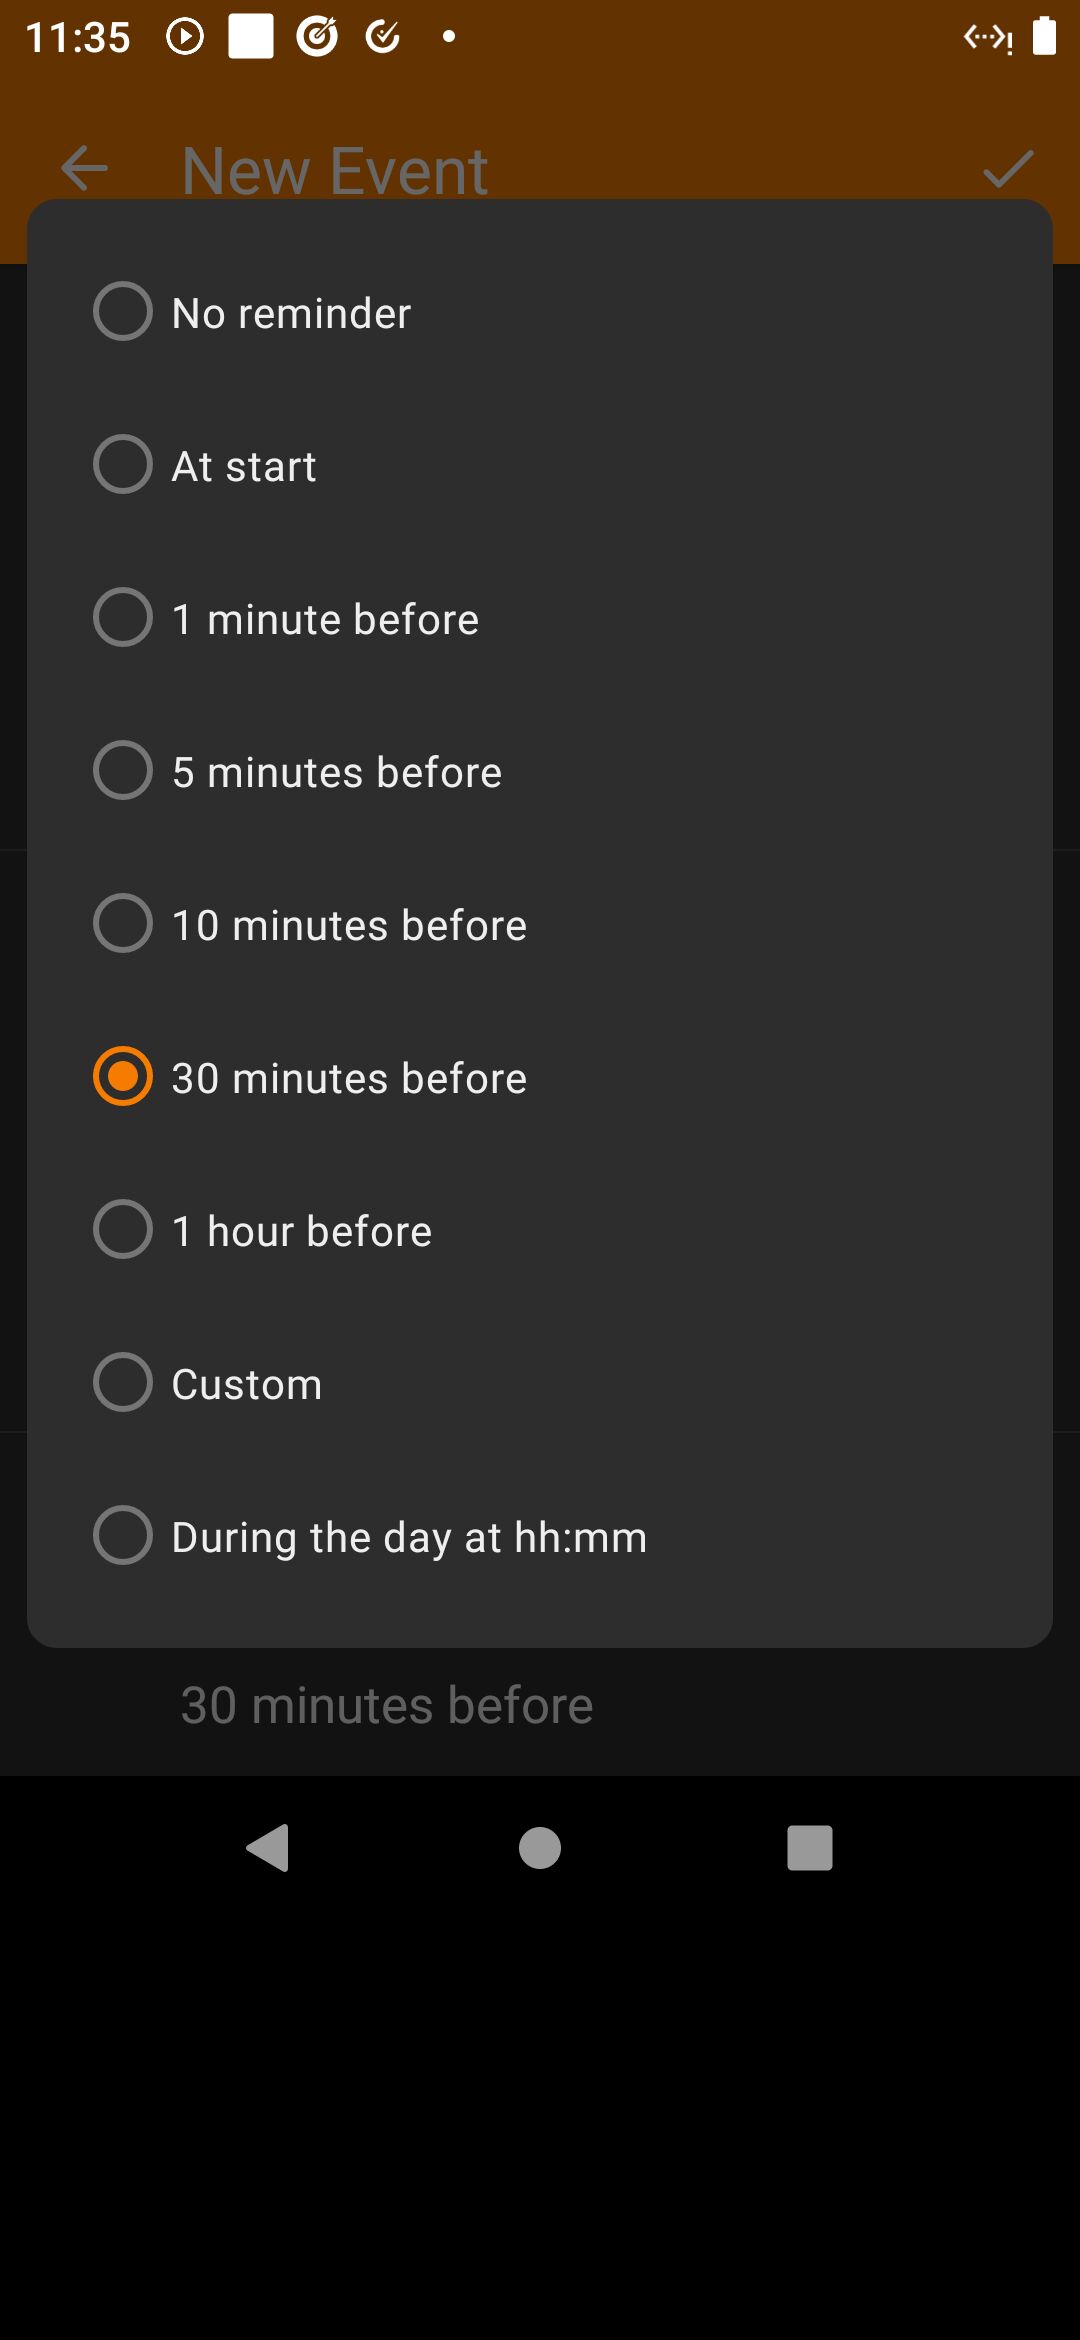 11:35
New Event
No reminder
At start
1 minute before
5 minutes before
10 minutes before
30 minutes before
1 hour before
Custom
During the day at hh:mm
30 minutes before